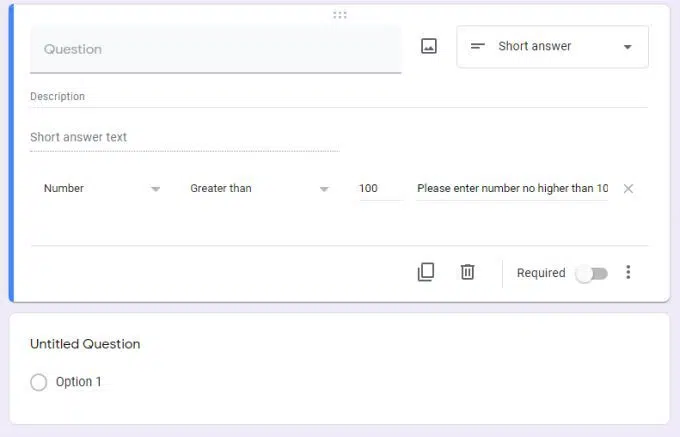 Question
Short answer
Description
Short answer text
Number Greater than 100 Please enter number no higher than 10
Required
Untitled Question
Option 1